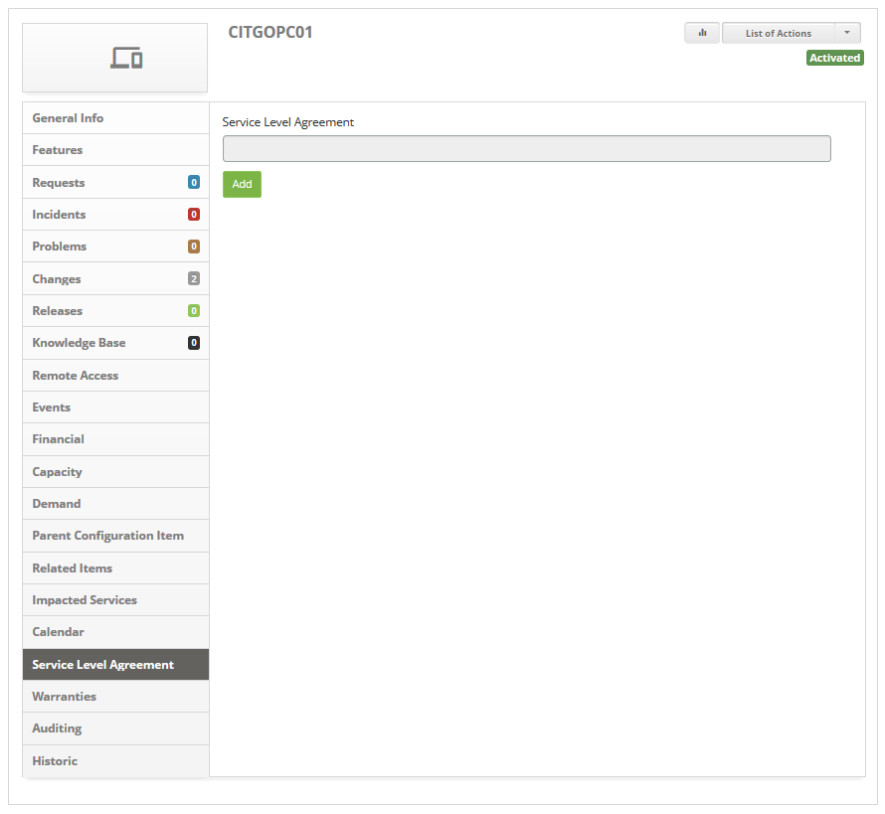 CITGOPC01
List of Actions
Activated
General Info
Features
Requests 0
Incidents 0
Problems 0
Changes 2
Releases 0
Knowledge Base 0
Remote Access
Events
Financial
Capacity
Demand
Parent Configuration Item
Related Items
Impacted Services
Calendar
Service Level Agreement
Warranties
Auditing
Historic
Service Level Agreement
Add